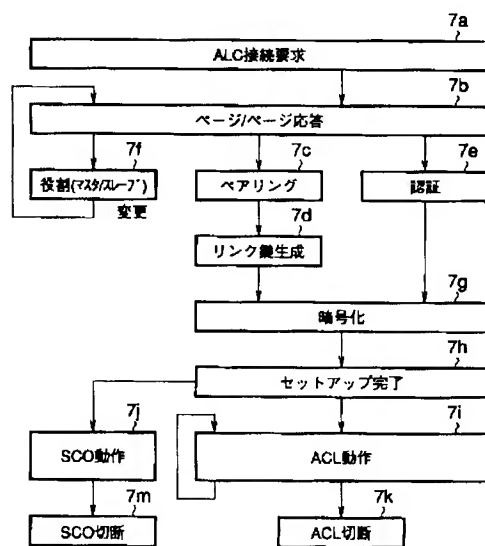 7a
ALC接続要求
7b
ページ/ページ応答
7f
7c
7e
役割(マスタ/スレーブ)
変更
ペアリング
認証
7d
リンク鍵生成
7g
暗号化
7h
セットアップ完了
7j
7i
SCO動作
ACL動作
7m
7k
SCO切断
ACL切断